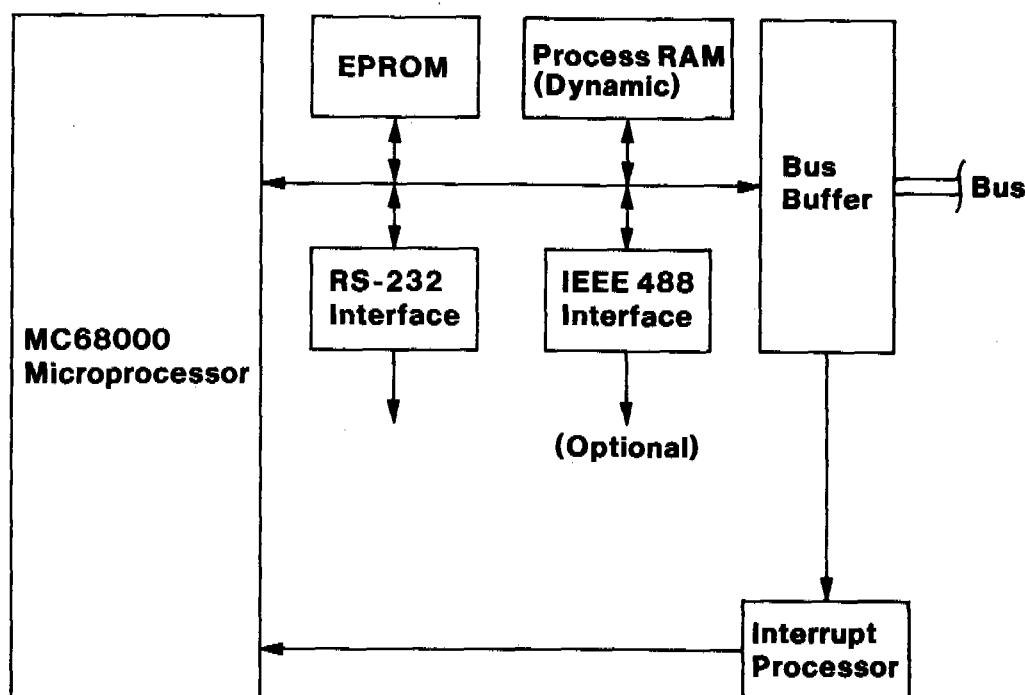 EPROM
Process RAM
(Dynamic)
Bus
Buffer
Bus
RS-232
Interface
IEEE 488
Interface
MC68000
Microprocessor
(Optional)
Interrupt
Processor